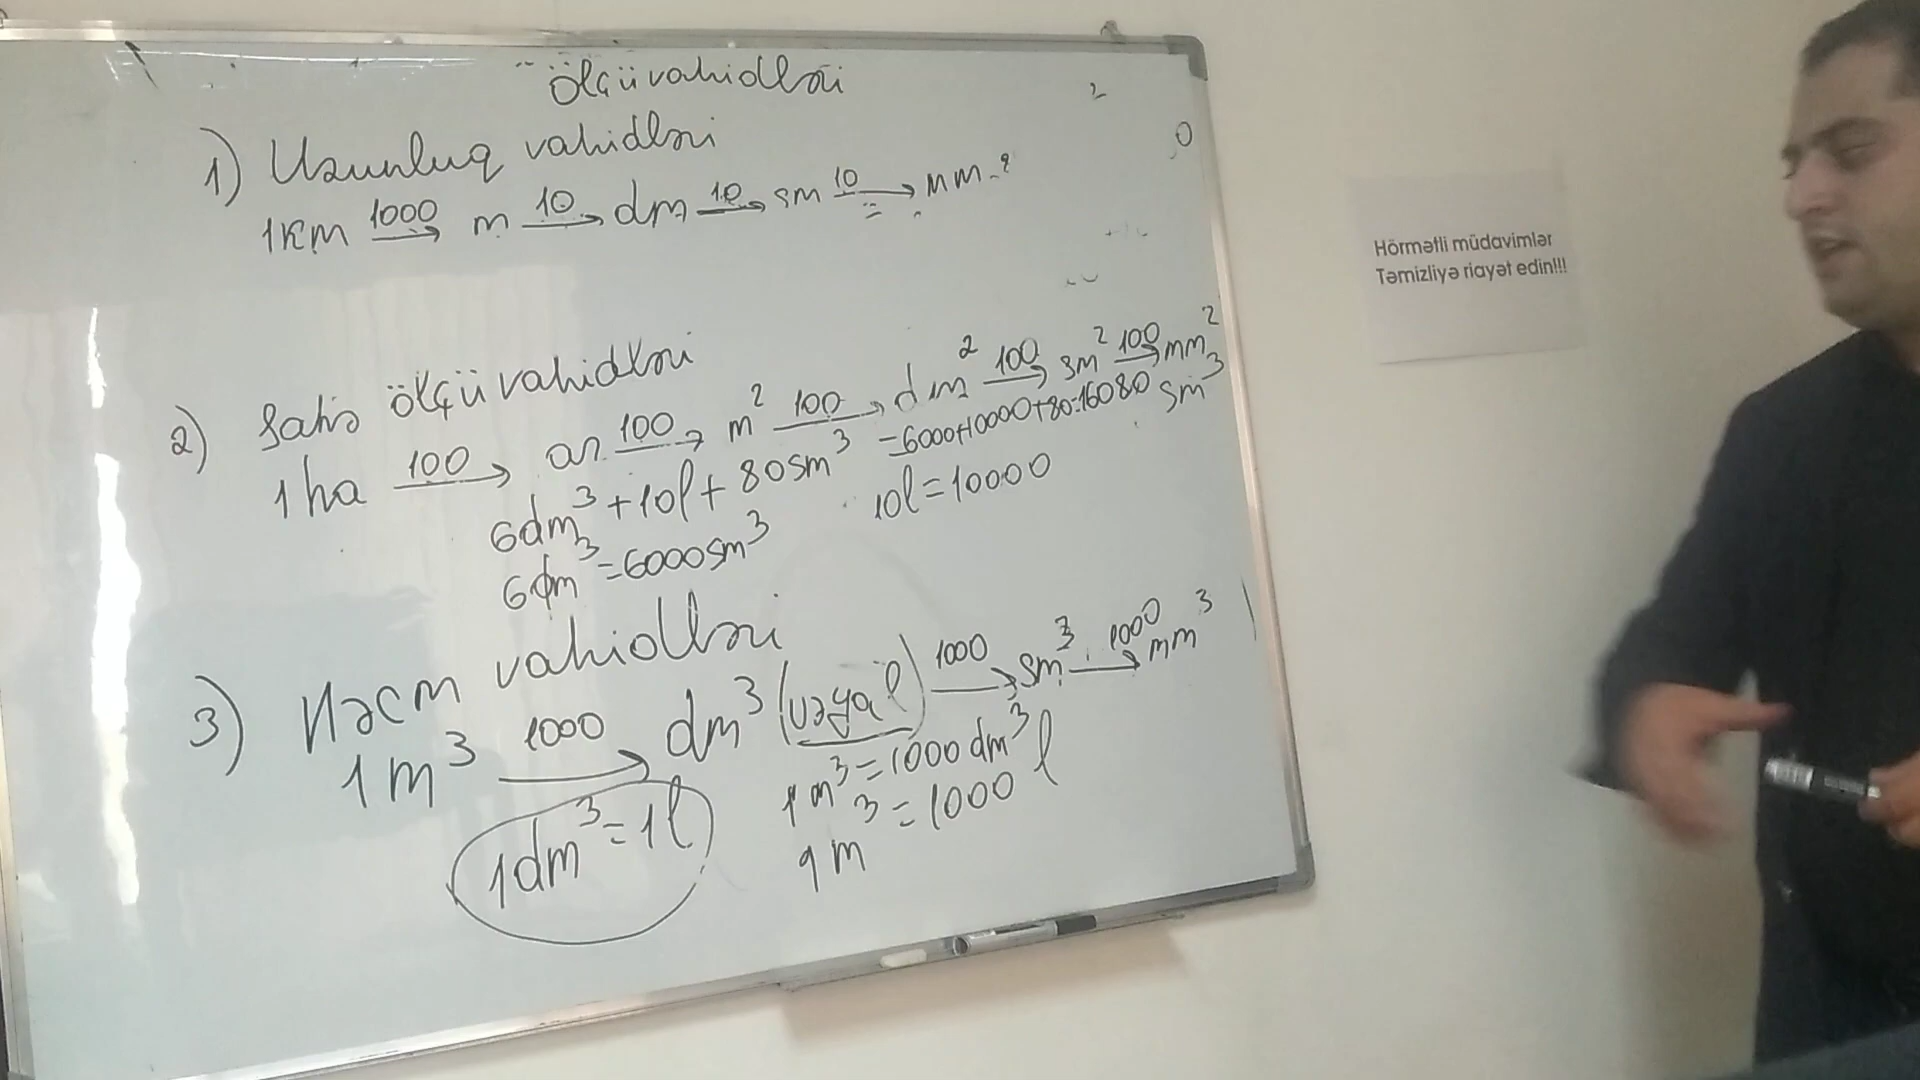 Ölçü vahidləri
1) Uzunluq vahidləri
1km 1000→ m 10→ dm 10→ sm 10→ mm
2) Sahə ölçü vahidləri
1ha 100→ ar 100→ m² 100→ dm² 100→ sm² 100→ mm²
6dm³+10l+80sm³ =6000+10000+80=16080 sm³
6dm³=6000sm³ 10l=10000
3) Həcm vahidləri
1m³ 1000→ dm³ (və ya l) 1000→ sm³ 1000→ mm³
1dm³=1l
1m³=1000dm³
1m³=1000 l
Hörmətli müdavimlər
Təmizliyə riayət edin!!!